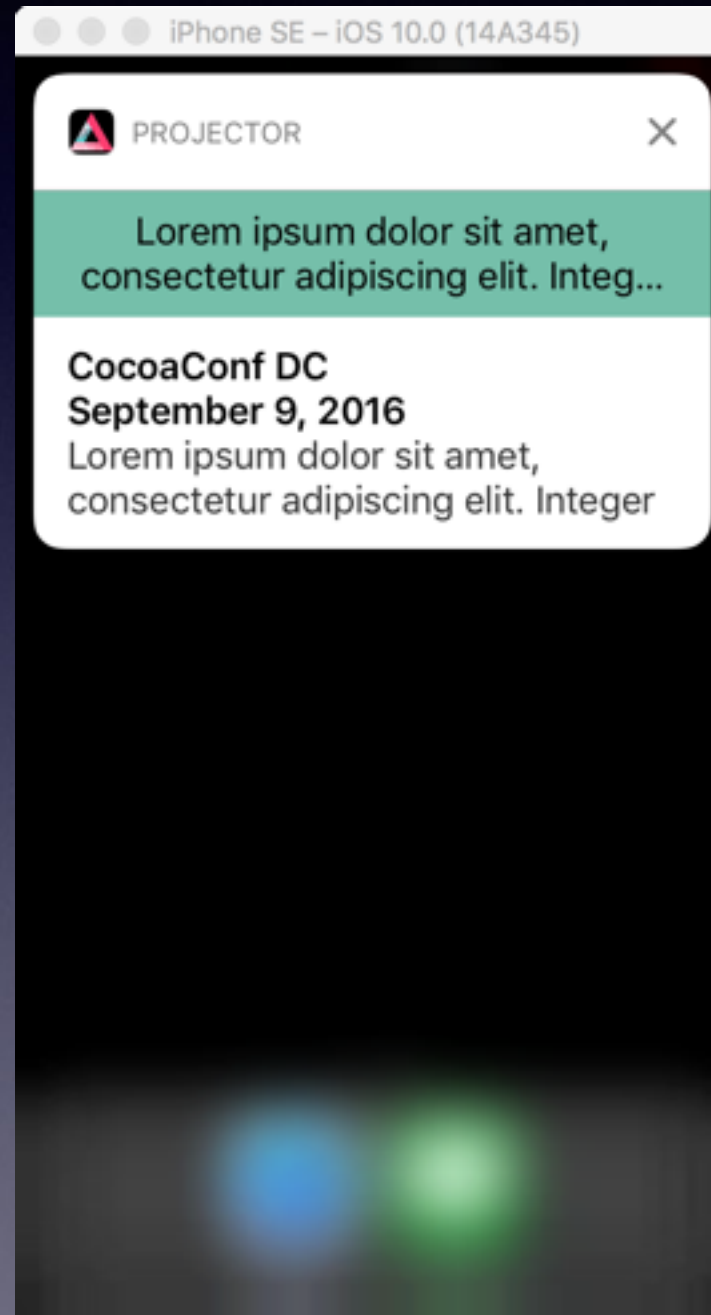 iPhone SE – iOS 10.0 (14A345)
PROJECTOR
Lorem ipsum dolor sit amet,
consectetur adipiscing elit. Integ...
CocoaConf DC
September 9, 2016
Lorem ipsum dolor sit amet,
consectetur adipiscing elit. Integer